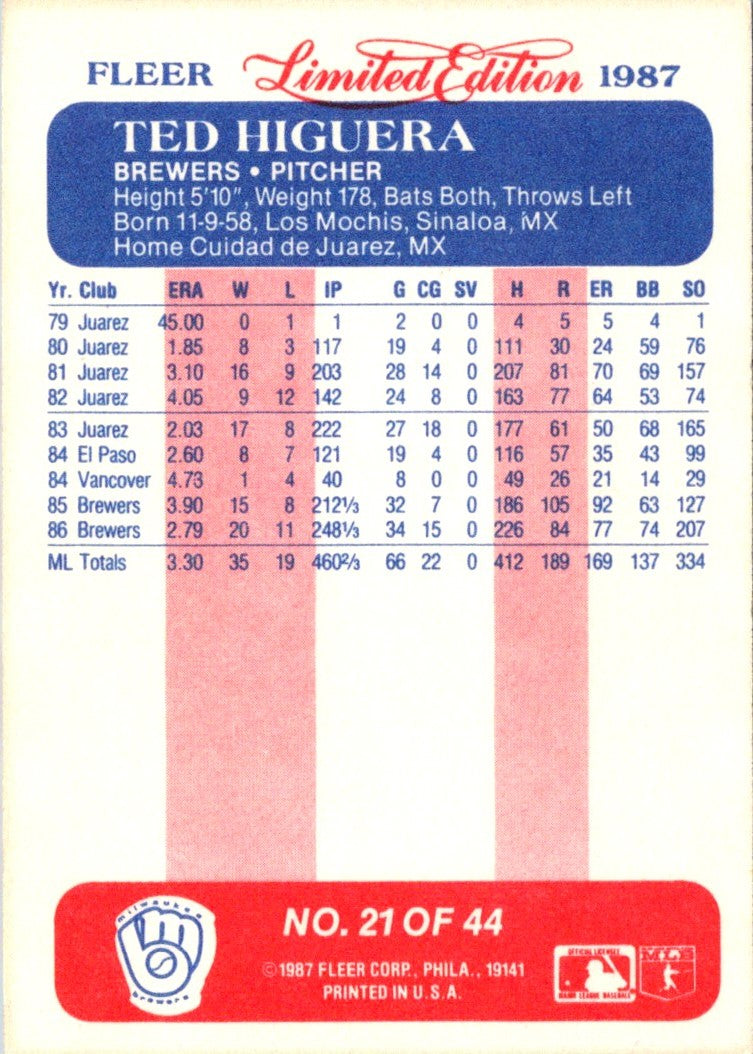 FLEER Limited Edition 1987
TED HIGUERA
BREWERS • PITCHER
Height 5'10", Weight 178, Bats Both, Throws Left
Born 11-9-58, Los Mochis, Sinaloa, MX
Home Cuidad de Juarez, MX
Yr. Club ERA W L IP G CG SV H R ER BB SO
79 Juarez 45.00 0 1 1 2 0 0 4 5 5 4 1
80 Juarez 1.85 8 3 117 19 4 0 111 30 24 59 76
81 Juarez 3.10 16 9 203 28 14 0 207 81 70 69 157
82 Juarez 4.05 9 12 142 24 8 0 163 77 64 53 74
83 Juarez 2.03 17 8 222 27 18 0 177 61 50 68 165
84 El Paso 2.60 8 7 121 19 4 0 116 57 35 43 99
84 Vancover 4.73 1 4 40 8 0 0 49 26 21 14 29
85 Brewers 3.90 15 8 212⅓ 32 7 0 186 105 92 63 127
86 Brewers 2.79 20 11 248⅓ 34 15 0 226 84 77 74 207
ML Totals 3.30 35 19 460⅔ 66 22 0 412 189 169 137 334
milwaukee
brewers
NO. 21 OF 44
©1987 FLEER CORP., PHILA., 19141
PRINTED IN U.S.A.
OFFICIAL LICENSEE
MAJOR LEAGUE BASEBALL
MLB